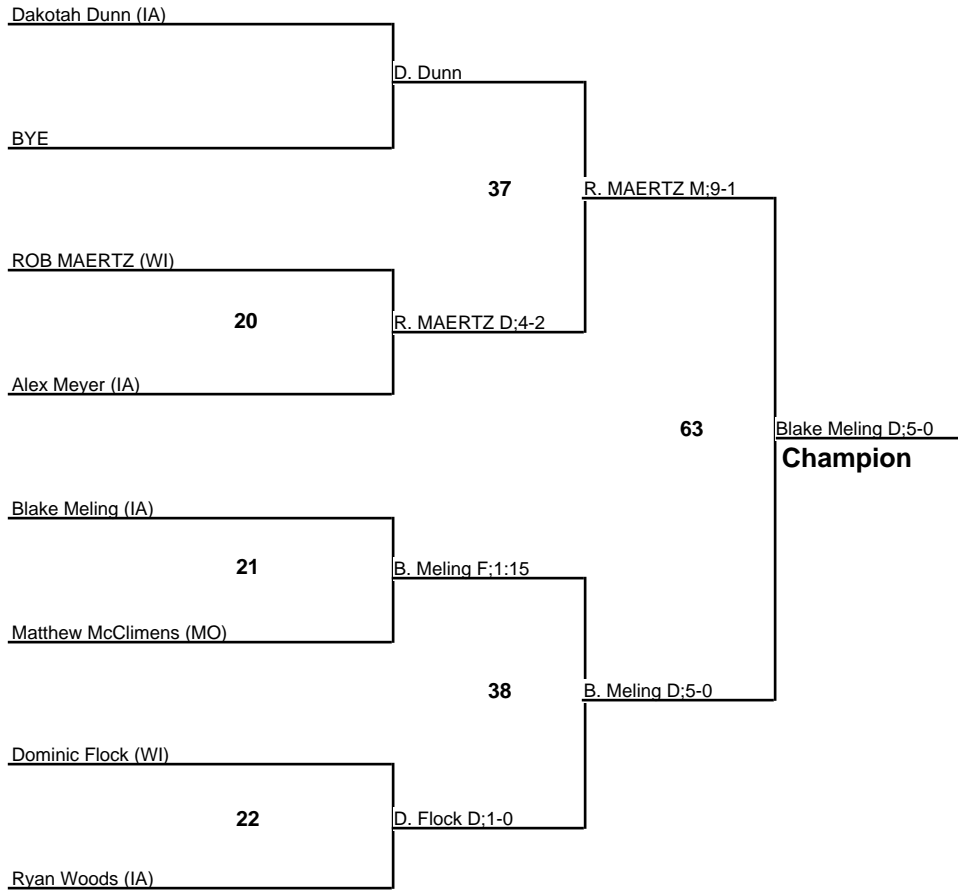 Dakotah Dunn (IA)
D. Dunn
BYE
37
R. MAERTZ M;9-1
ROB MAERTZ (WI)
20
R. MAERTZ D;4-2
Alex Meyer (IA)
63
Blake Meling D;5-0
Champion
Blake Meling (IA)
21
B. Meling F;1:15
Matthew McClimens (MO)
38
B. Meling D;5-0
Dominic Flock (WI)
22
D. Flock D;1-0
Ryan Woods (IA)